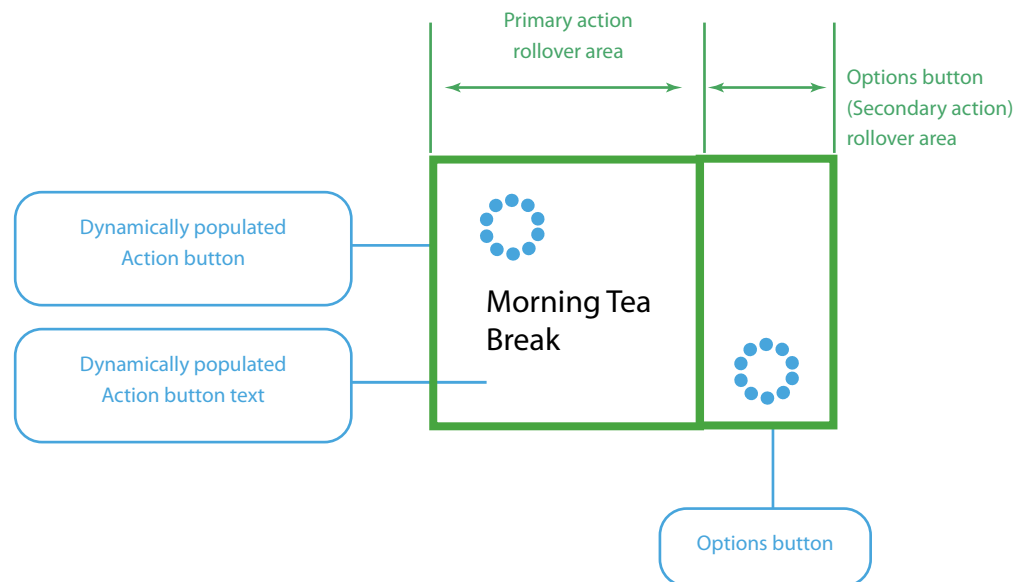 Primary action
rollover area
Options button
(Secondary action)
rollover area
Dynamically populated
Action button
Morning Tea
Break
Dynamically populated
Action button text
Options button